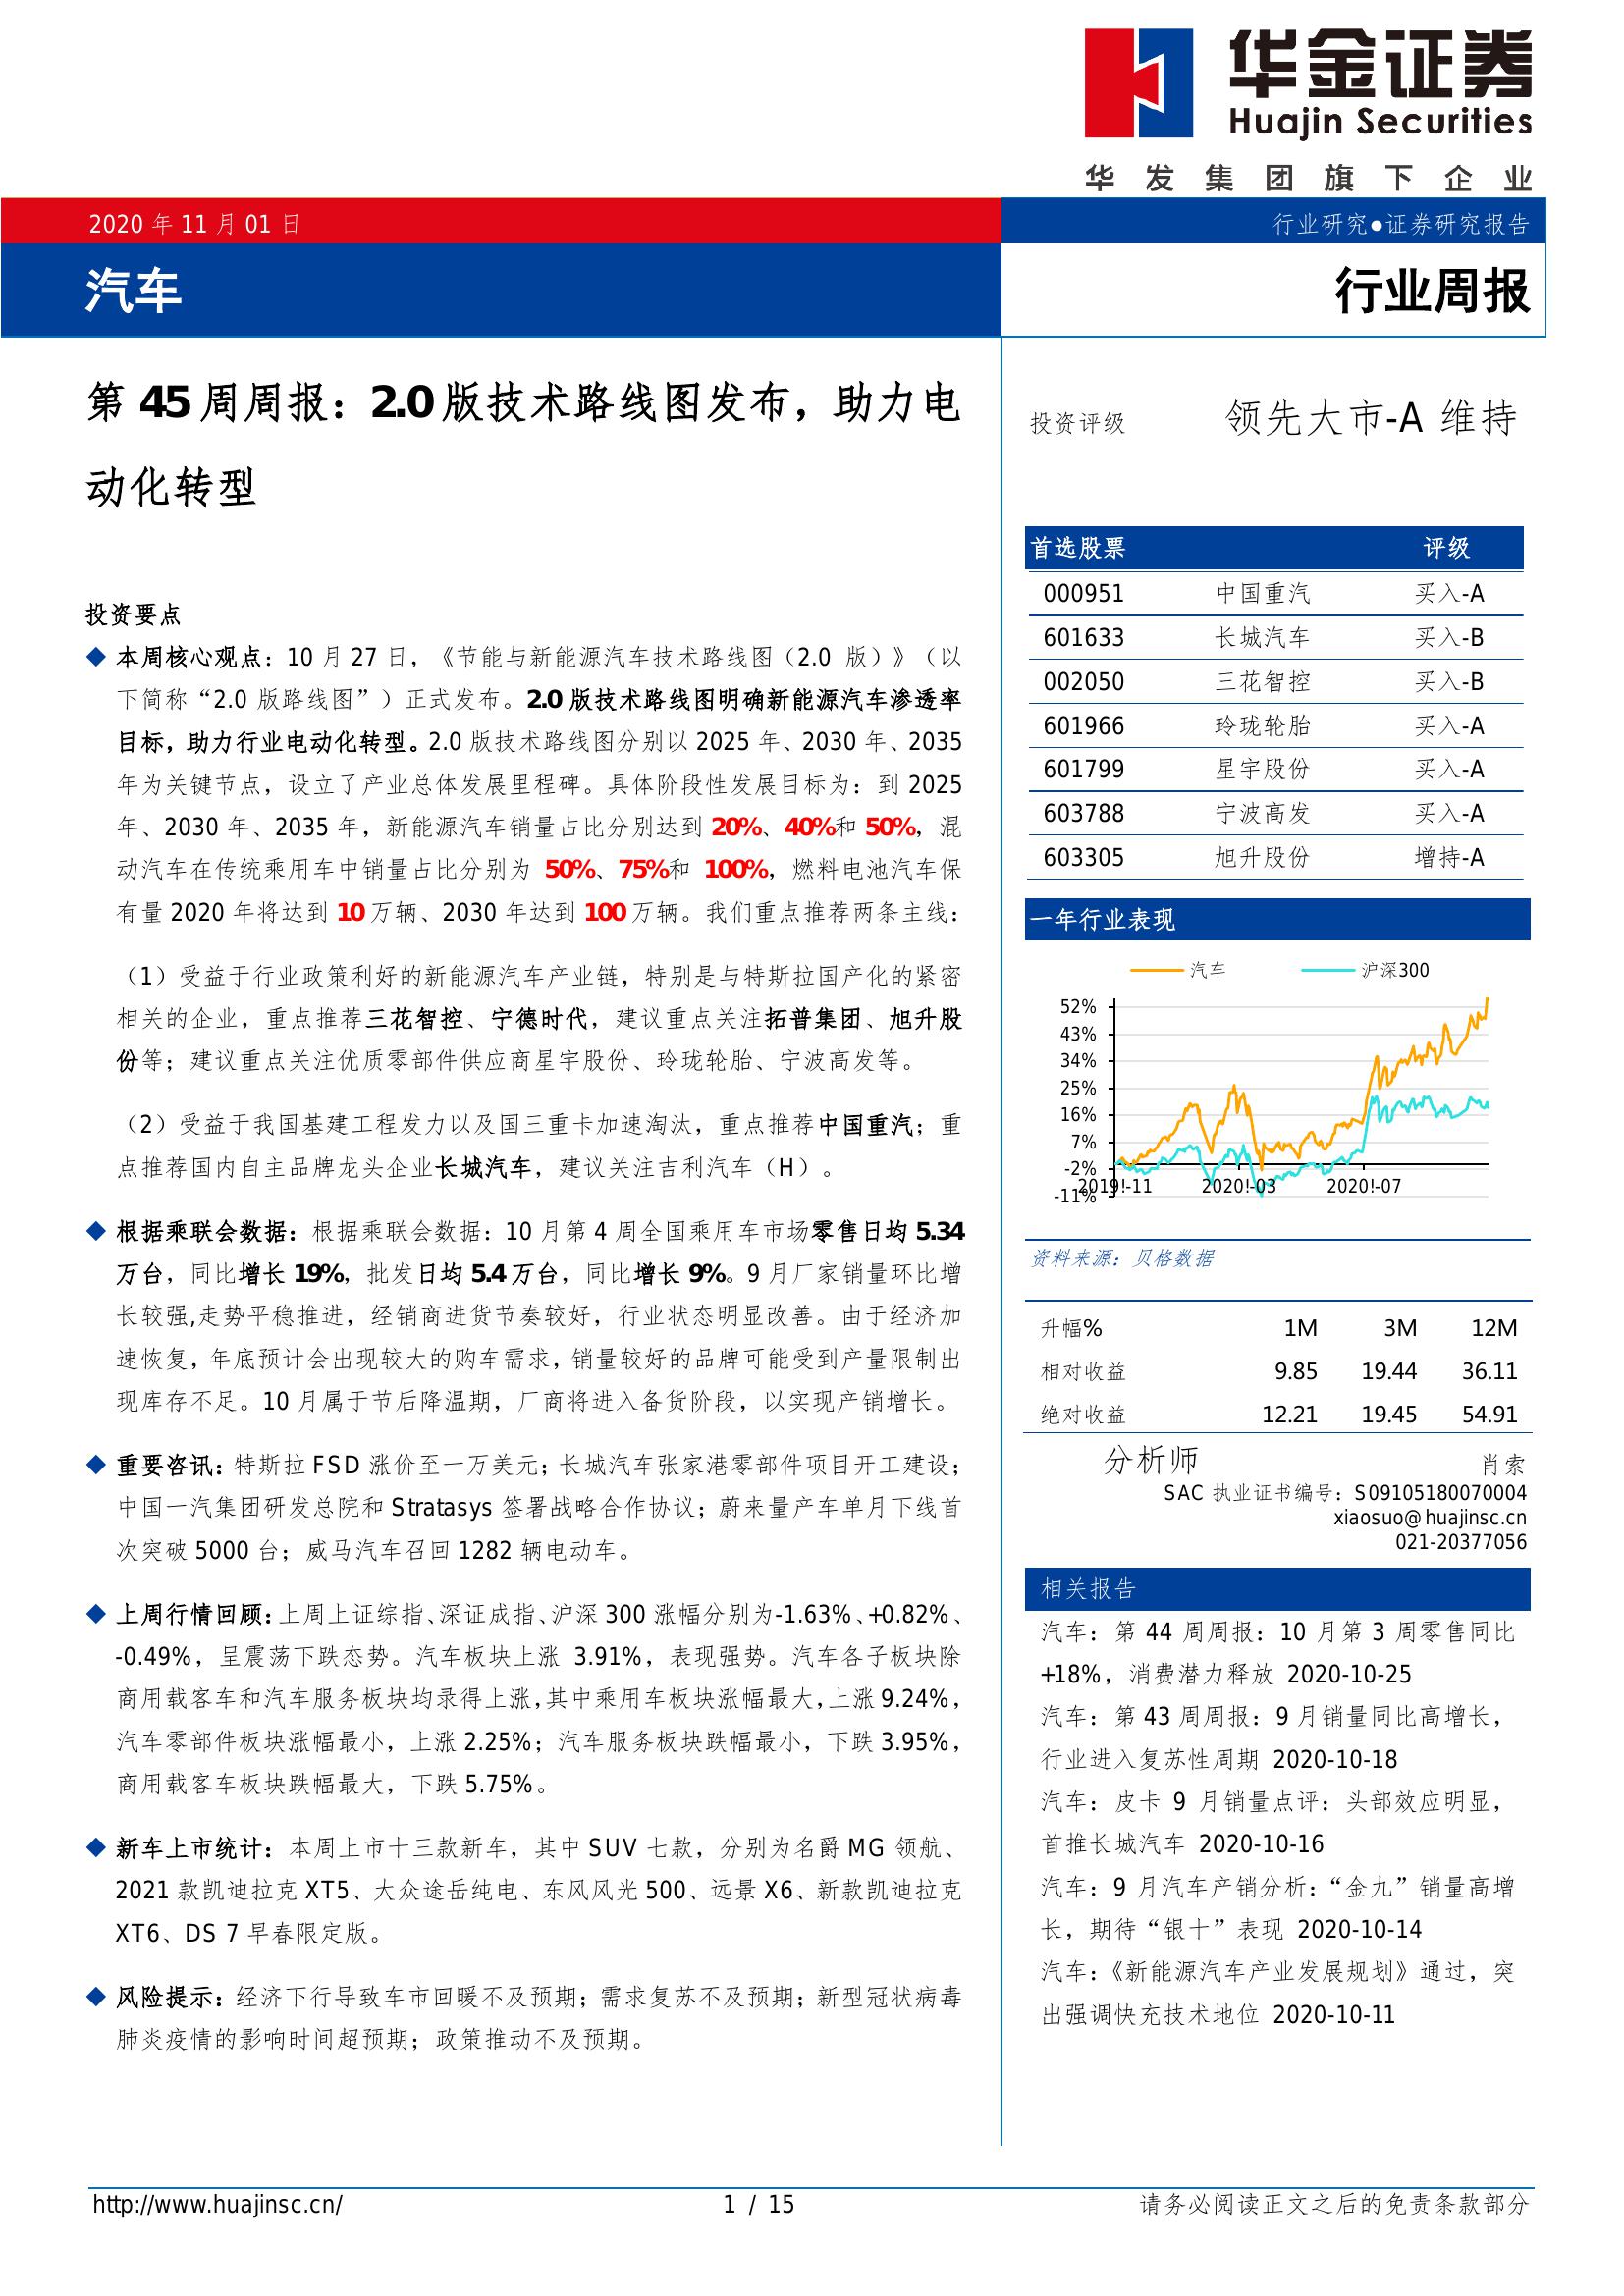 华金证券
Huajin Securities
华发集团旗下企业
2020 年 11 月 01 日
行业研究●证券研究报告
汽车
行业周报
第 45 周周报：2.0 版技术路线图发布，助力电
动化转型
投资要点
◆ 本周核心观点：10 月 27 日，《节能与新能源汽车技术路线图（2.0 版）》（以
下简称“2.0 版路线图”）正式发布。2.0 版技术路线图明确新能源汽车渗透率
目标，助力行业电动化转型。2.0 版技术路线图分别以 2025 年、2030 年、2035
年为关键节点，设立了产业总体发展里程碑。具体阶段性发展目标为：到 2025
年、2030 年、2035 年，新能源汽车销量占比分别达到 20%、40%和 50%，混
动汽车在传统乘用车中销量占比分别为 50%、75%和 100%，燃料电池汽车保
有量 2020 年将达到 10 万辆、2030 年达到 100 万辆。我们重点推荐两条主线：
（1）受益于行业政策利好的新能源汽车产业链，特别是与特斯拉国产化的紧密
相关的企业，重点推荐三花智控、宁德时代，建议重点关注拓普集团、旭升股
份等；建议重点关注优质零部件供应商星宇股份、玲珑轮胎、宁波高发等。
（2）受益于我国基建工程发力以及国三重卡加速淘汰，重点推荐中国重汽；重
点推荐国内自主品牌龙头企业长城汽车，建议关注吉利汽车（H）。
◆ 根据乘联会数据：根据乘联会数据：10 月第 4 周全国乘用车市场零售日均 5.34
万台，同比增长 19%，批发日均 5.4 万台，同比增长 9%。9 月厂家销量环比增
长较强,走势平稳推进，经销商进货节奏较好，行业状态明显改善。由于经济加
速恢复，年底预计会出现较大的购车需求，销量较好的品牌可能受到产量限制出
现库存不足。10 月属于节后降温期，厂商将进入备货阶段，以实现产销增长。
◆ 重要咨讯：特斯拉 FSD 涨价至一万美元；长城汽车张家港零部件项目开工建设；
中国一汽集团研发总院和 Stratasys 签署战略合作协议；蔚来量产车单月下线首
次突破 5000 台；威马汽车召回 1282 辆电动车。
◆ 上周行情回顾：上周上证综指、深证成指、沪深 300 涨幅分别为-1.63%、+0.82%、
-0.49%，呈震荡下跌态势。汽车板块上涨 3.91%，表现强势。汽车各子板块除
商用载客车和汽车服务板块均录得上涨，其中乘用车板块涨幅最大，上涨 9.24%，
汽车零部件板块涨幅最小，上涨 2.25%；汽车服务板块跌幅最小，下跌 3.95%，
商用载客车板块跌幅最大，下跌 5.75%。
◆ 新车上市统计：本周上市十三款新车，其中 SUV 七款，分别为名爵 MG 领航、
2021 款凯迪拉克 XT5、大众途岳纯电、东风风光 500、远景 X6、新款凯迪拉克
XT6、DS 7 早春限定版。
◆ 风险提示：经济下行导致车市回暖不及预期；需求复苏不及预期；新型冠状病毒
肺炎疫情的影响时间超预期；政策推动不及预期。
投资评级 领先大市-A 维持
首选股票 评级
000951 中国重汽 买入-A
601633 长城汽车 买入-B
002050 三花智控 买入-B
601966 玲珑轮胎 买入-A
601799 星宇股份 买入-A
603788 宁波高发 买入-A
603305 旭升股份 增持-A
一年行业表现
汽车 沪深300
52%
43%
34%
25%
16%
7%
-2%
-11%
2019!-11 2020!-03 2020!-07
资料来源：贝格数据
升幅% 1M 3M 12M
相对收益 9.85 19.44 36.11
绝对收益 12.21 19.45 54.91
分析师 肖索
SAC 执业证书编号：S09105180070004
xiaosuo@huajinsc.cn
021-20377056
相关报告
汽车：第 44 周周报：10 月第 3 周零售同比
+18%，消费潜力释放 2020-10-25
汽车：第 43 周周报：9 月销量同比高增长，
行业进入复苏性周期 2020-10-18
汽车：皮卡 9 月销量点评：头部效应明显，
首推长城汽车 2020-10-16
汽车：9 月汽车产销分析：“金九”销量高增
长，期待“银十”表现 2020-10-14
汽车：《新能源汽车产业发展规划》通过，突
出强调快充技术地位 2020-10-11
http://www.huajinsc.cn/ 1 / 15 请务必阅读正文之后的免责条款部分